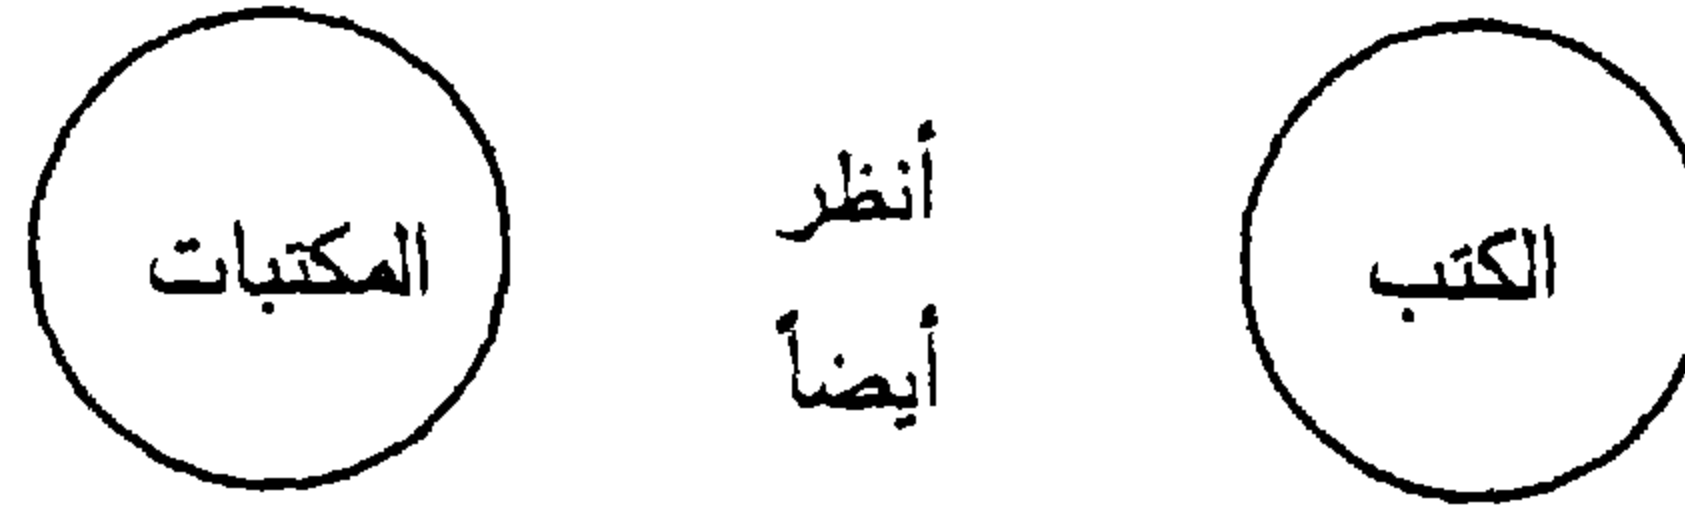 الكتب
أنظر
أيضاً
المكتبات